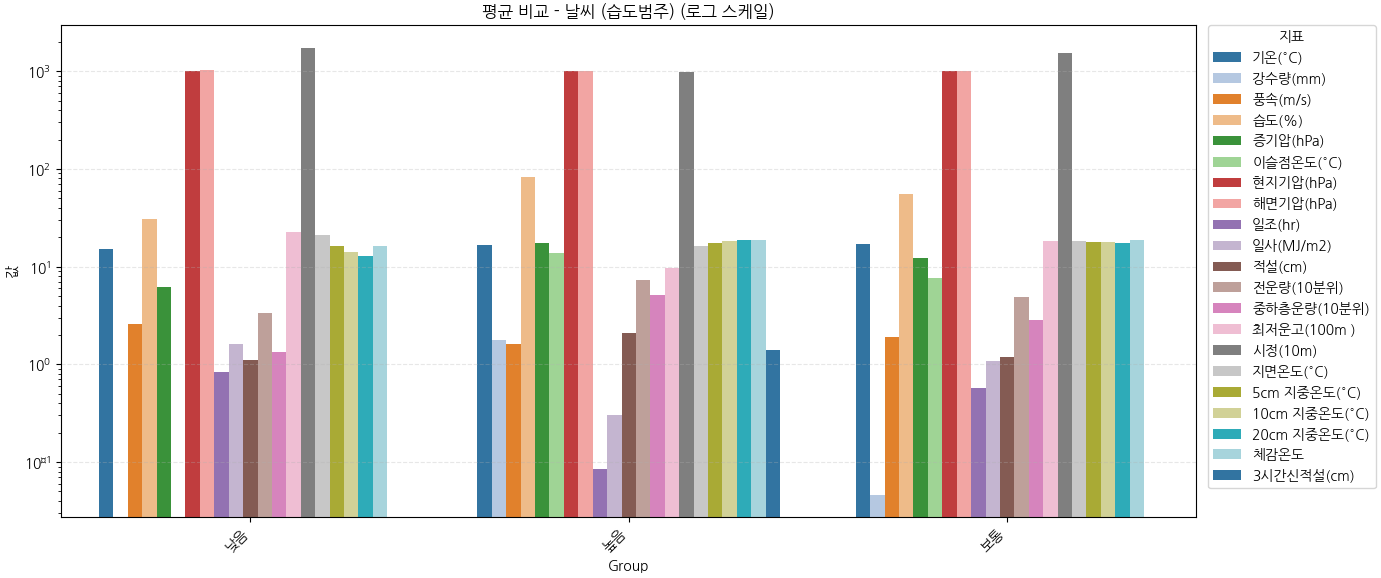 평균 비교 - 날씨 (습도범주) (로그 스케일)
값
10³
10²
10¹
10⁰
10¤¹
낮음
높음
보통
Group
지표
기온(°C)
강수량(mm)
풍속(m/s)
습도(%)
증기압(hPa)
이슬점온도(°C)
현지기압(hPa)
해면기압(hPa)
일조(hr)
일사(MJ/m2)
적설(cm)
전운량(10분위)
중하층운량(10분위)
최저운고(100m )
시정(10m)
지면온도(°C)
5cm 지중온도(°C)
10cm 지중온도(°C)
20cm 지중온도(°C)
체감온도
3시간신적설(cm)